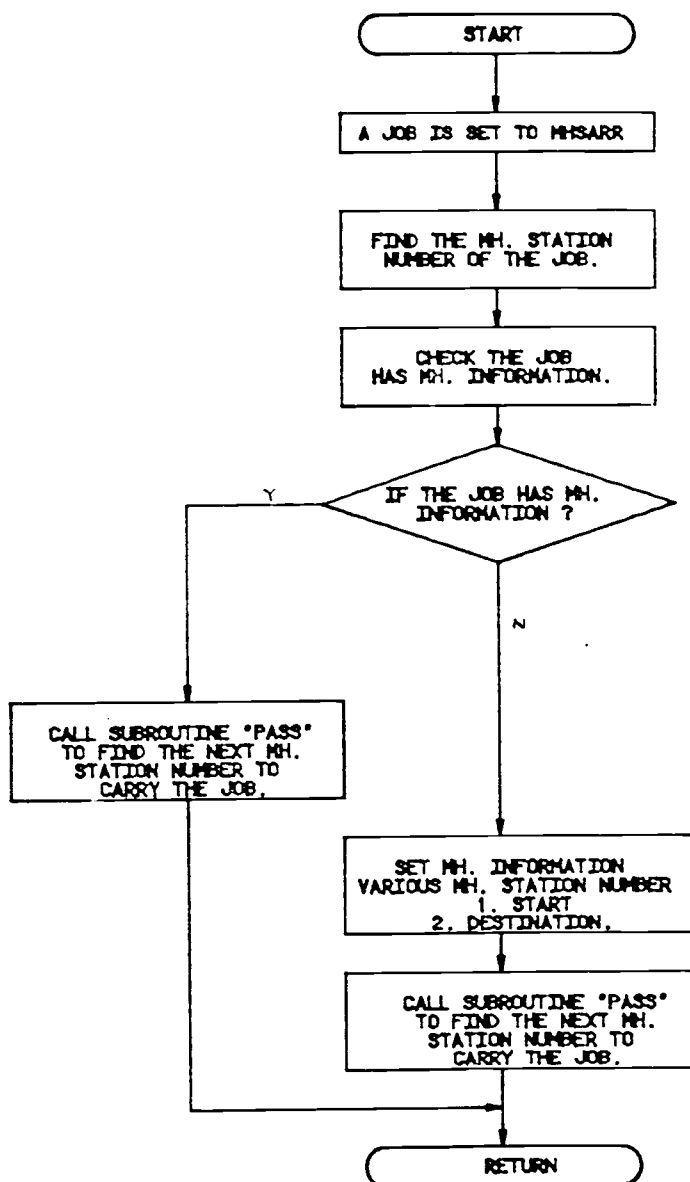 START
A JOB IS SET TO MHSARR
FIND THE MH. STATION
NUMBER OF THE JOB.
CHECK THE JOB
HAS MH. INFORMATION.
IF THE JOB HAS MH.
INFORMATION ?
Y
N
CALL SUBROUTINE "PASS"
TO FIND THE NEXT MH.
STATION NUMBER TO
CARRY THE JOB.
SET MH. INFORMATION
VARIOUS MH. STATION NUMBER
1. START
2. DESTINATION.
CALL SUBROUTINE "PASS"
TO FIND THE NEXT MH.
STATION NUMBER TO
CARRY THE JOB.
RETURN